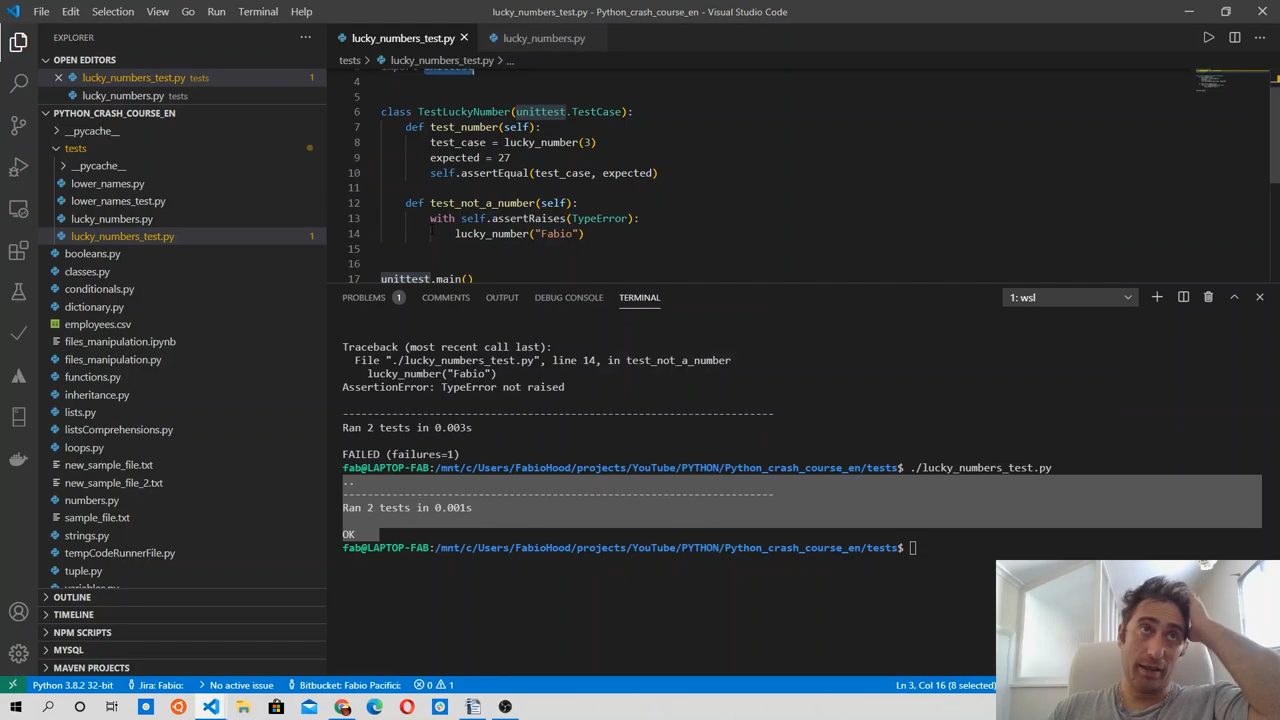 File Edit Selection View Go Run Terminal Help
lucky_numbers_test.py - Python_crash_course_en - Visual Studio Code
EXPLORER
OPEN EDITORS
lucky_numbers_test.py tests 1
lucky_numbers.py tests
PYTHON_CRASH_COURSE_EN
__pycache__
tests
__pycache__
lower_names.py
lower_names_test.py
lucky_numbers.py
lucky_numbers_test.py 1
booleans.py
classes.py
conditionals.py
dictionary.py
employees.csv
files_manipulation.ipynb
files_manipulation.py
functions.py
inheritance.py
lists.py
listsComprehensions.py
loops.py
new_sample_file.txt
new_sample_file_2.txt
numbers.py
sample_file.txt
strings.py
tempCodeRunnerFile.py
tuple.py
variables.py
OUTLINE
TIMELINE
NPM SCRIPTS
MYSQL
MAVEN PROJECTS
lucky_numbers_test.py lucky_numbers.py
tests > lucky_numbers_test.py > ...
3 import unittest
4
5
6 class TestLuckyNumber(unittest.TestCase):
7 def test_number(self):
8 test_case = lucky_number(3)
9 expected = 27
10 self.assertEqual(test_case, expected)
11
12 def test_not_a_number(self):
13 with self.assertRaises(TypeError):
14 lucky_number("Fabio")
15
16
17 unittest.main()
PROBLEMS 1 COMMENTS OUTPUT DEBUG CONSOLE TERMINAL 1: wsl
Traceback (most recent call last):
File "./lucky_numbers_test.py", line 14, in test_not_a_number
lucky_number("Fabio")
AssertionError: TypeError not raised
----------------------------------------------------------------------
Ran 2 tests in 0.003s
FAILED (failures=1)
fab@LAPTOP-FAB:/mnt/c/Users/FabioHood/projects/YouTube/PYTHON/Python_crash_course_en/tests$ ./lucky_numbers_test.py
..
----------------------------------------------------------------------
Ran 2 tests in 0.001s
OK
fab@LAPTOP-FAB:/mnt/c/Users/FabioHood/projects/YouTube/PYTHON/Python_crash_course_en/tests$
Python 3.8.2 32-bit Jira: Fabio: No active issue Bitbucket: Fabio Pacifici: 0 1 Ln 3, Col 16 (8 selected)